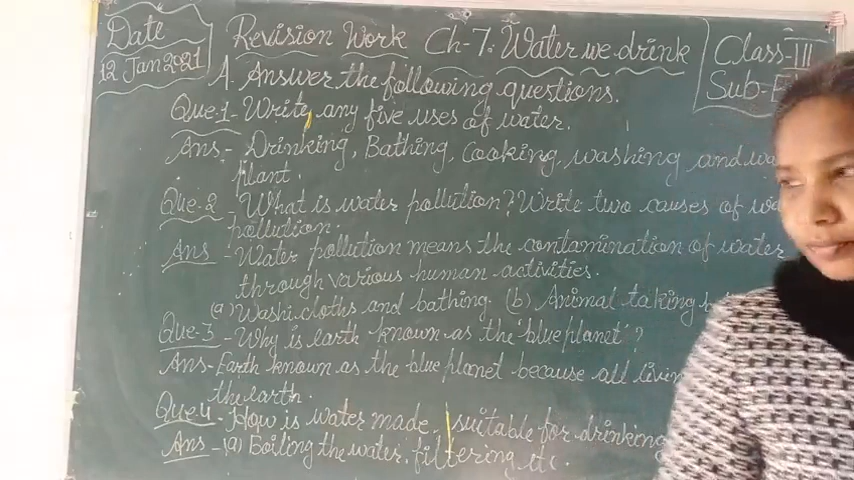 Date
12 Jan 2021
Revision Work Ch-7: Water we drink
Class-III
Sub-
A. Answer the following questions.
Que:1- Write any five uses of water.
Ans- Drinking, Bathing, cooking, washing and
plant.
Que:2- What is water pollution? Write two causes of
pollution.
Ans - Water pollution means the contamination of water
through various human activities.
(a) Washi cloths and bathing. (b) Animal taking
Que-3- Why is earth known as the 'blue planet'?
Ans- Earth known as the blue planet because all
the earth.
Que-4- How is water made suitable for drinking
Ans-(a) Boiling the water, filtering etc.